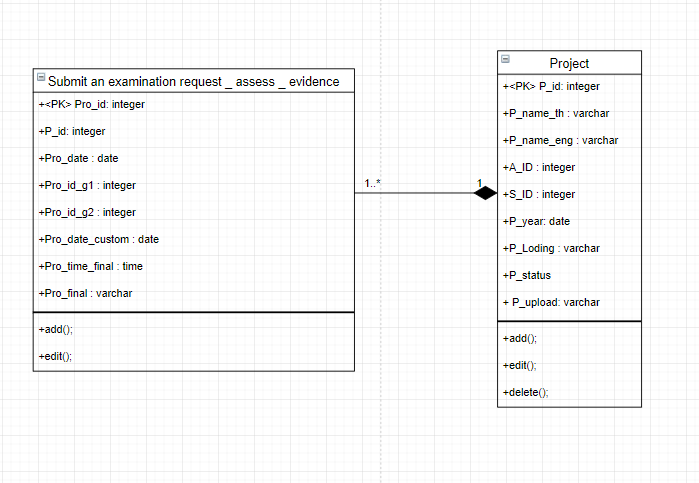 Submit an examination request _ assess _ evidence
+<PK> Pro_id: integer
+P_id: integer
+Pro_date : date
+Pro_id_g1 : integer
+Pro_id_g2 : integer
+Pro_date_custom : date
+Pro_time_final : time
+Pro_final : varchar
+add();
+edit();
1..*
1
Project
+<PK> P_id: integer
+P_name_th : varchar
+P_name_eng : varchar
+A_ID : integer
+S_ID : integer
+P_year: date
+P_Loding : varchar
+P_status
+ P_upload: varchar
+add();
+edit();
+delete();